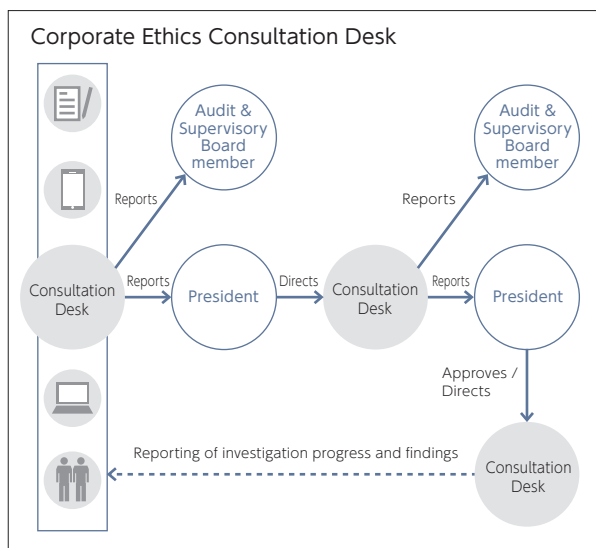 Corporate Ethics Consultation Desk
Audit &
Supervisory
Board
member
Audit &
Supervisory
Board
member
Reports
Reports
Consultation
Desk
Reports
President
Directs
Consultation
Desk
Reports
President
Approves /
Directs
Reporting of investigation progress and findings
Consultation
Desk